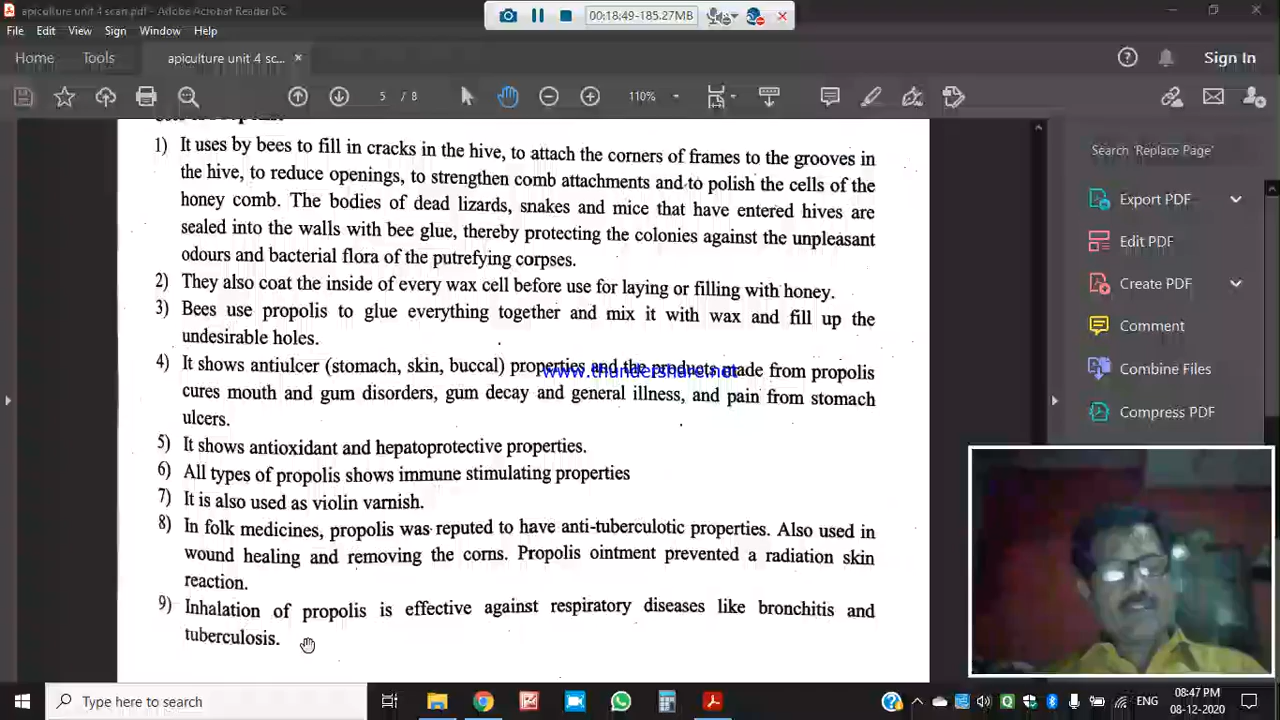 apiculture unit 4 scan.pdf - Adobe Acrobat Reader DC
00:18:49-185.27MB
File Edit View Sign Window Help
Home Tools apiculture unit 4 sc... × Sign In
5 / 8 110%
1) It uses by bees to fill in cracks in the hive, to attach the corners of frames to the grooves in
the hive, to reduce openings, to strengthen comb attachments and to polish the cells of the
honey comb. The bodies of dead lizards, snakes and mice that have entered hives are
sealed into the walls with bee glue, thereby protecting the colonies against the unpleasant
odours and bacterial flora of the putrefying corpses.
2) They also coat the inside of every wax cell before use for laying or filling with honey.
3) Bees use propolis to glue everything together and mix it with wax and fill up the
undesirable holes.
4) It shows antiulcer (stomach, skin, buccal) properties and the products made from propolis
www.thundershare.net
cures mouth and gum disorders, gum decay and general illness, and pain from stomach
ulcers.
5) It shows antioxidant and hepatoprotective properties.
6) All types of propolis shows immune stimulating properties
7) It is also used as violin varnish.
8) In folk medicines, propolis was reputed to have anti-tuberculotic properties. Also used in
wound healing and removing the corns. Propolis ointment prevented a radiation skin
reaction.
9) Inhalation of propolis is effective against respiratory diseases like bronchitis and
tuberculosis.
Search 'Replace Page'
Export PDF
Edit PDF
Create PDF
Comment
Combine Files
Compress PDF
Type here to search
ENG
08:47 PM
08-12-2020